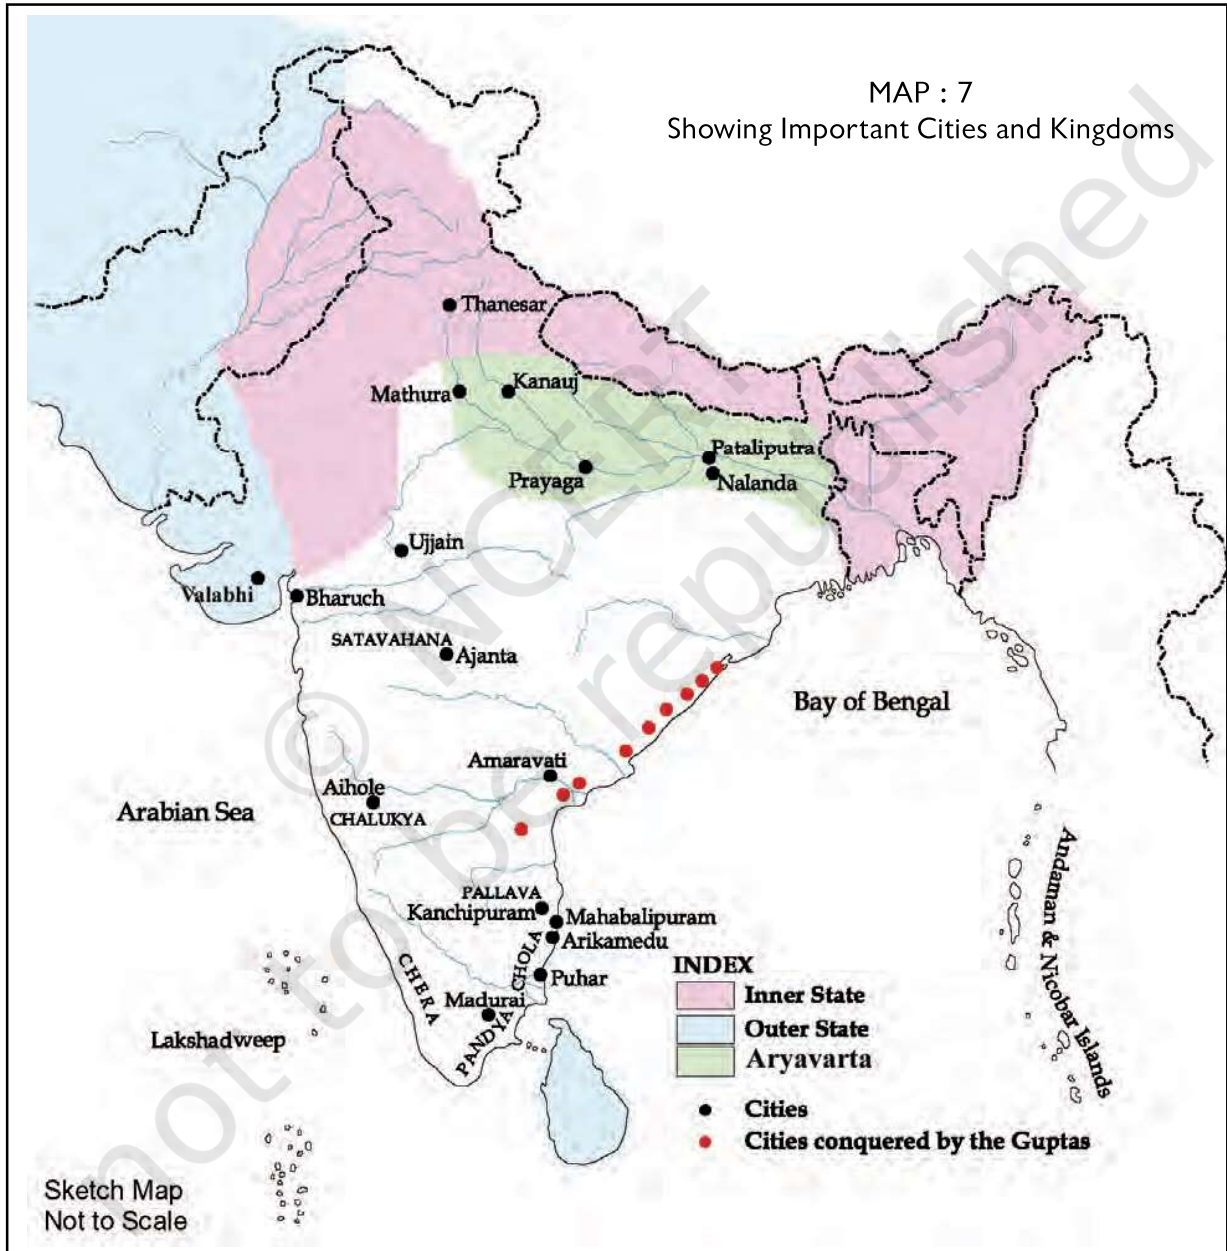 MAP : 7
Showing Important Cities and Kingdoms
Thanesar
Mathura
Kanauj
Pataliputra
Prayaga
Nalanda
Ujjain
Valabhi
Bharuch
SATAVAHANA
Ajanta
Bay of Bengal
Amaravati
Aihole
Arabian Sea
CHALUKYA
PALLAVA
Kanchipuram
Mahabalipuram
Arikamedu
CHOLA
CHERA
Puhar
Madurai
PANDYA
Lakshadweep
Andaman & Nicobar Islands
INDEX
Inner State
Outer State
Aryavarta
Cities
Cities conquered by the Guptas
Sketch Map
Not to Scale
© NCERT
not to be republished